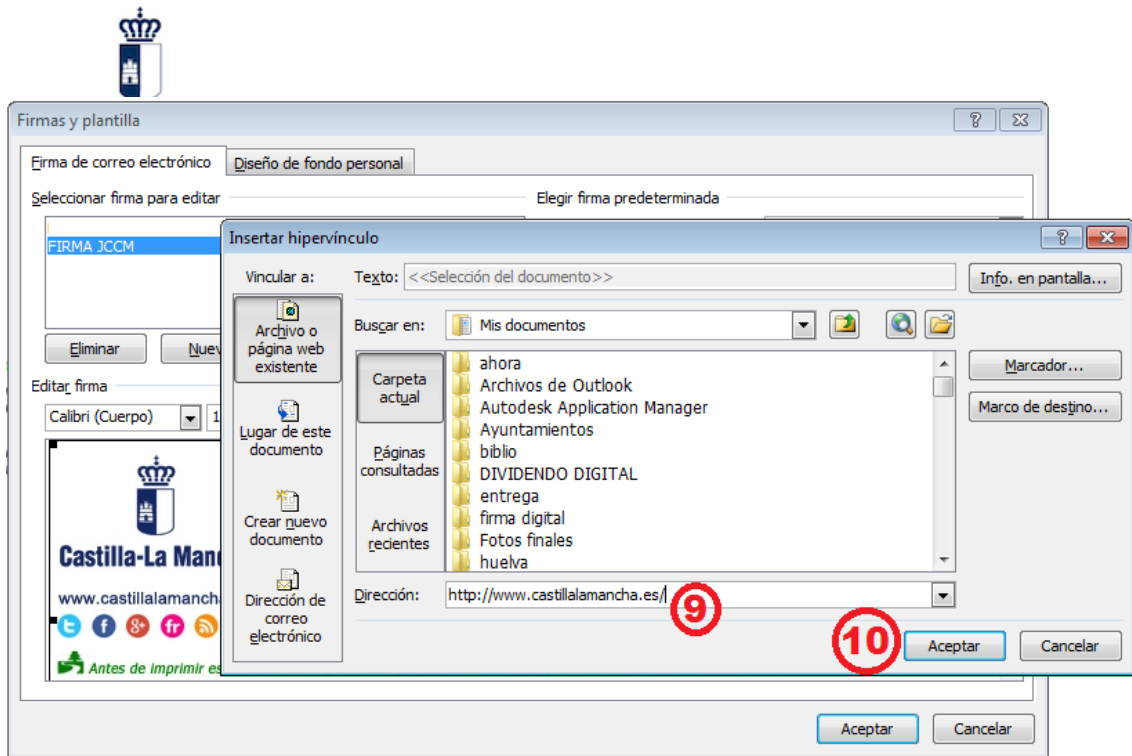 Firmas y plantilla
Firma de correo electrónico
Diseño de fondo personal
Seleccionar firma para editar
Elegir firma predeterminada
FIRMA JCCM
Eliminar
Editar firma
Calibri (Cuerpo)
Castilla-La
www.castillalamanch
Antes de imprimir
Insertar hipervínculo
Vincular a:
Texto: <<Selección del documento>>
Info. en pantalla...
Archivo o
página web
existente
Lugar de este
documento
Crear nuevo
documento
Dirección de
correo
electrónico
Buscar en: Mis documentos
Carpeta
actual
Páginas
consultadas
Archivos
recientes
ahora
Archivos de Outlook
Autodesk Application Manager
Ayuntamientos
biblio
DIVIDENDO DIGITAL
entrega
firma digital
Fotos finales
huelva
Marcador...
Marco de destino...
Dirección: http://www.castillalamancha.es/
9
10
Aceptar Cancelar
Aceptar Cancelar